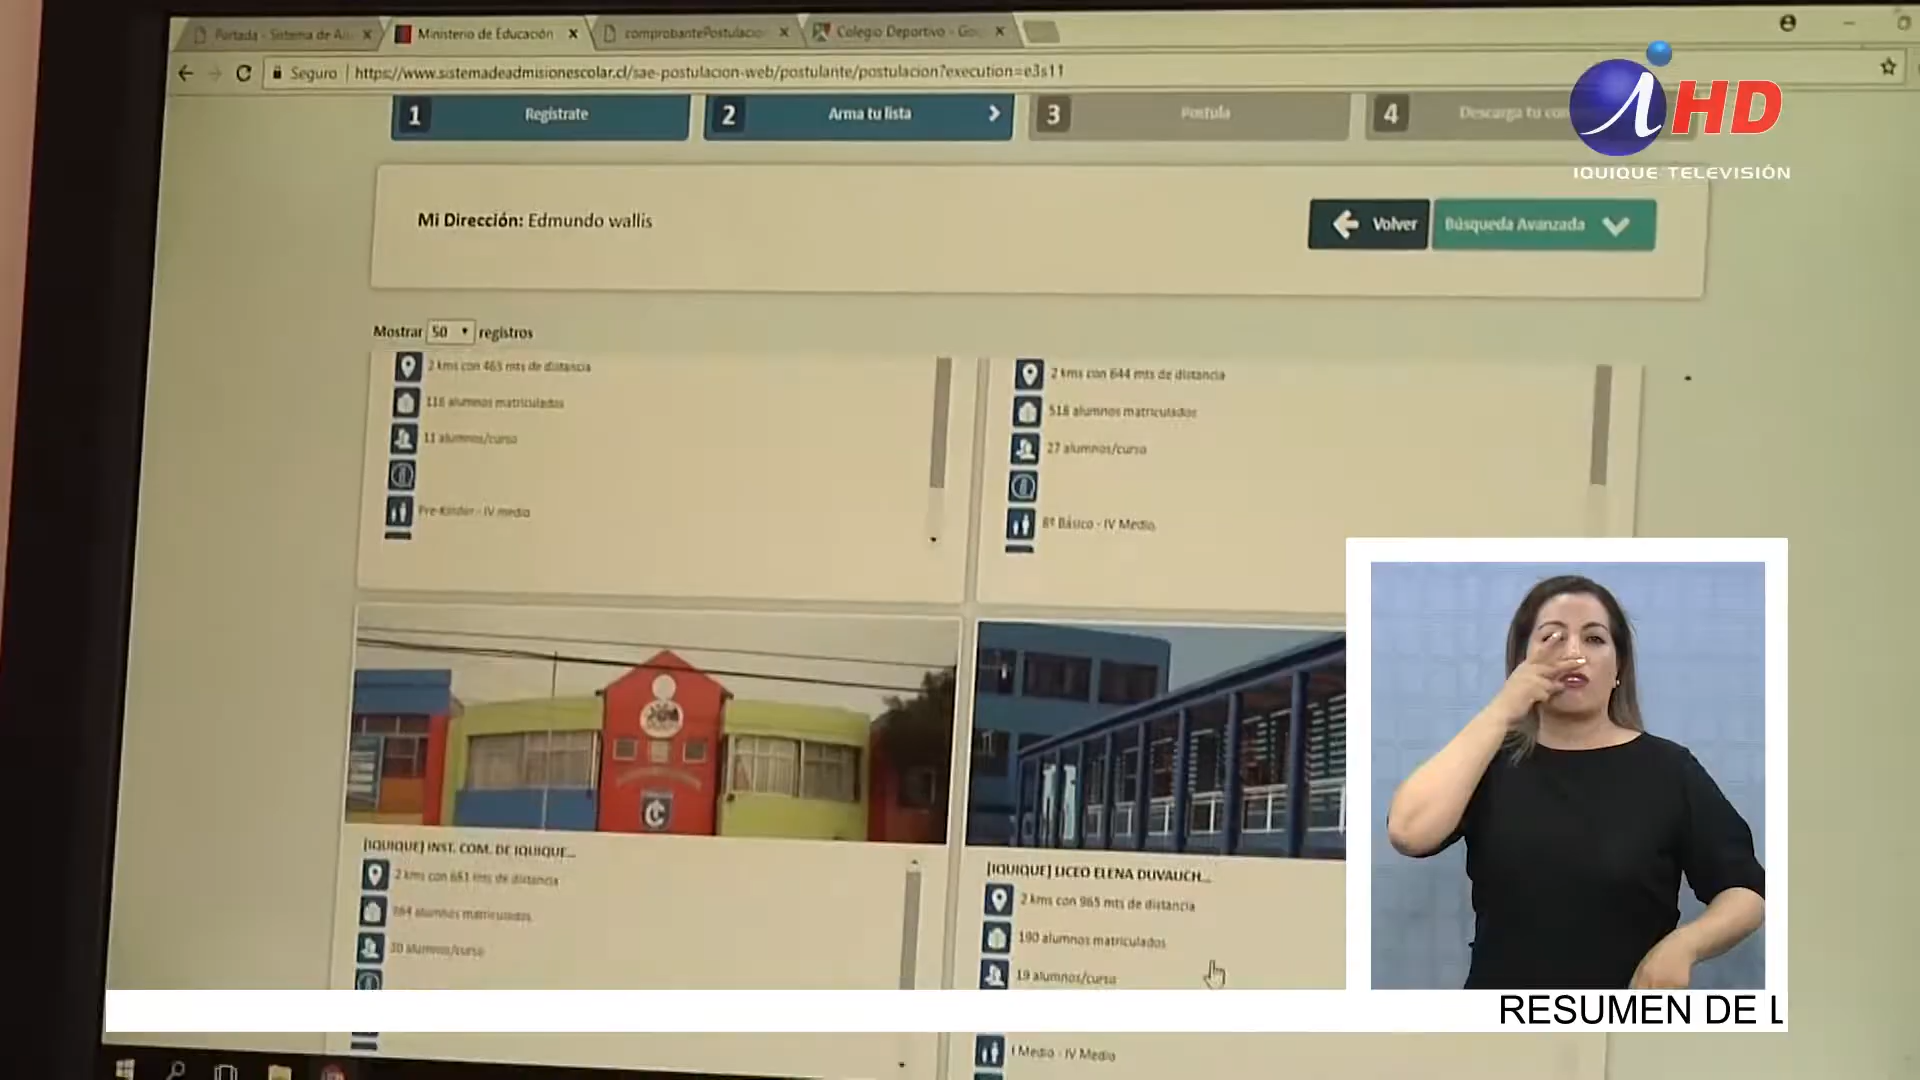 Portada - Sistema de Ad
Ministerio de Educación
comprobantePostulacio
Colegio Deportivo - Go
Seguro | https://www.sistemadeadmisionescolar.cl/sae-postulacion-web/postulante/postulacion?execution=e3s11
HD
IQUIQUE TELEVISIÓN
1 Regístrate
2 Arma tu lista
3 Postula
4 Descarga tu com
Mi Dirección: Edmundo wallis
Volver
Búsqueda Avanzada
Mostrar 50 registros
2 kms con 465 mts de distancia
116 alumnos matriculados
11 alumnos/curso
Pre-Kinder - IV medio
2 kms con 644 mts de distancia
518 alumnos matriculados
27 alumnos/curso
8º Básico - IV Medio
[IQUIQUE] INST. COM. DE IQUIQUE...
2 kms con 651 mts de distancia
764 alumnos matriculados
30 alumnos/curso
[IQUIQUE] LICEO ELENA DUVAUCH...
2 kms con 965 mts de distancia
190 alumnos matriculados
19 alumnos/curso
I Medio - IV Medio
RESUMEN DE L